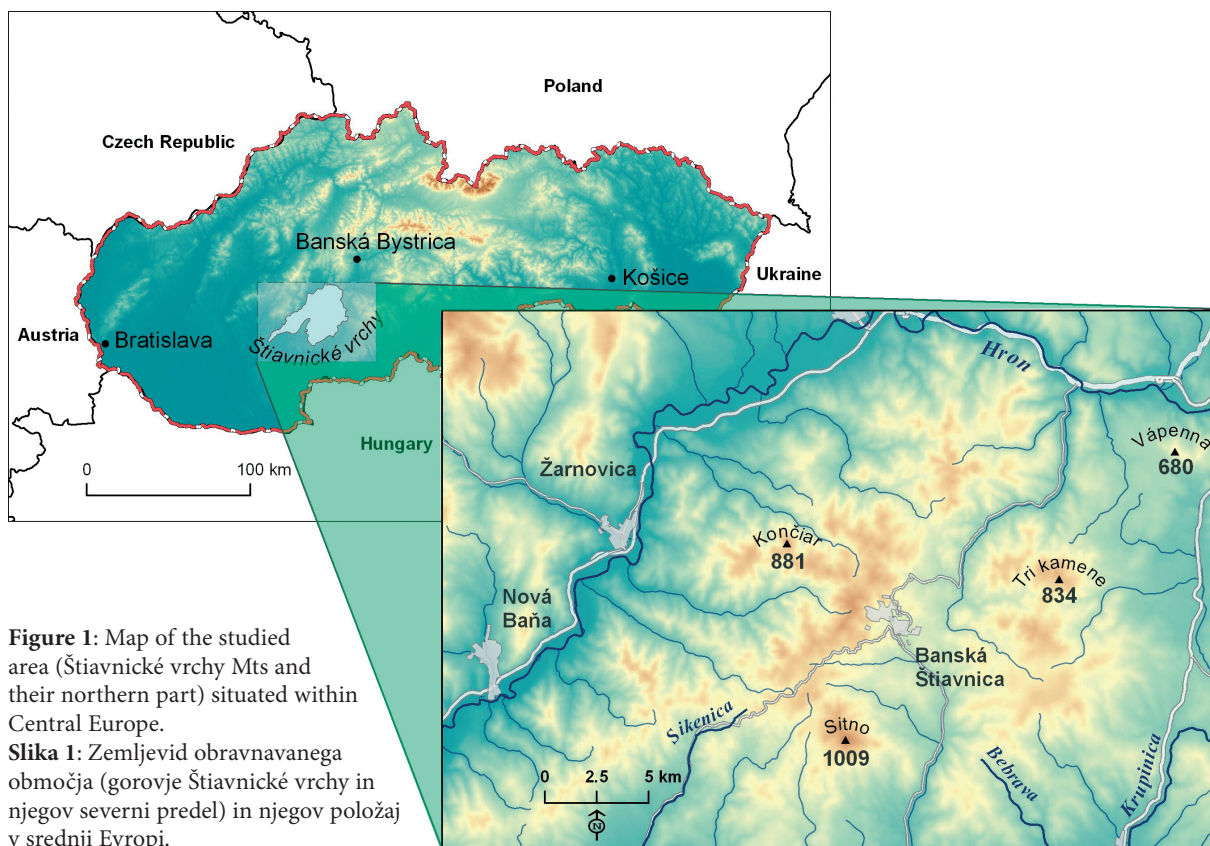 Poland
Czech Republic
Banská Bystrica
Košice
Ukraine
Austria
Bratislava
Štiavnické vrchy
Hungary
0 100 km
Hron
Vápenna
680
Žarnovica
Končiar
881
Tri kamene
834
Nová
Baňa
Banská
Štiavnica
Sikenica
Sitno
1009
Bebrava
Krupinica
0 2.5 5 km
N
Figure 1: Map of the studied
area (Štiavnické vrchy Mts and
their northern part) situated within
Central Europe.
Slika 1: Zemljevid obravnavanega
območja (gorovje Štiavnické vrchy in
njegov severni predel) in njegov položaj
v srednji Evropi.